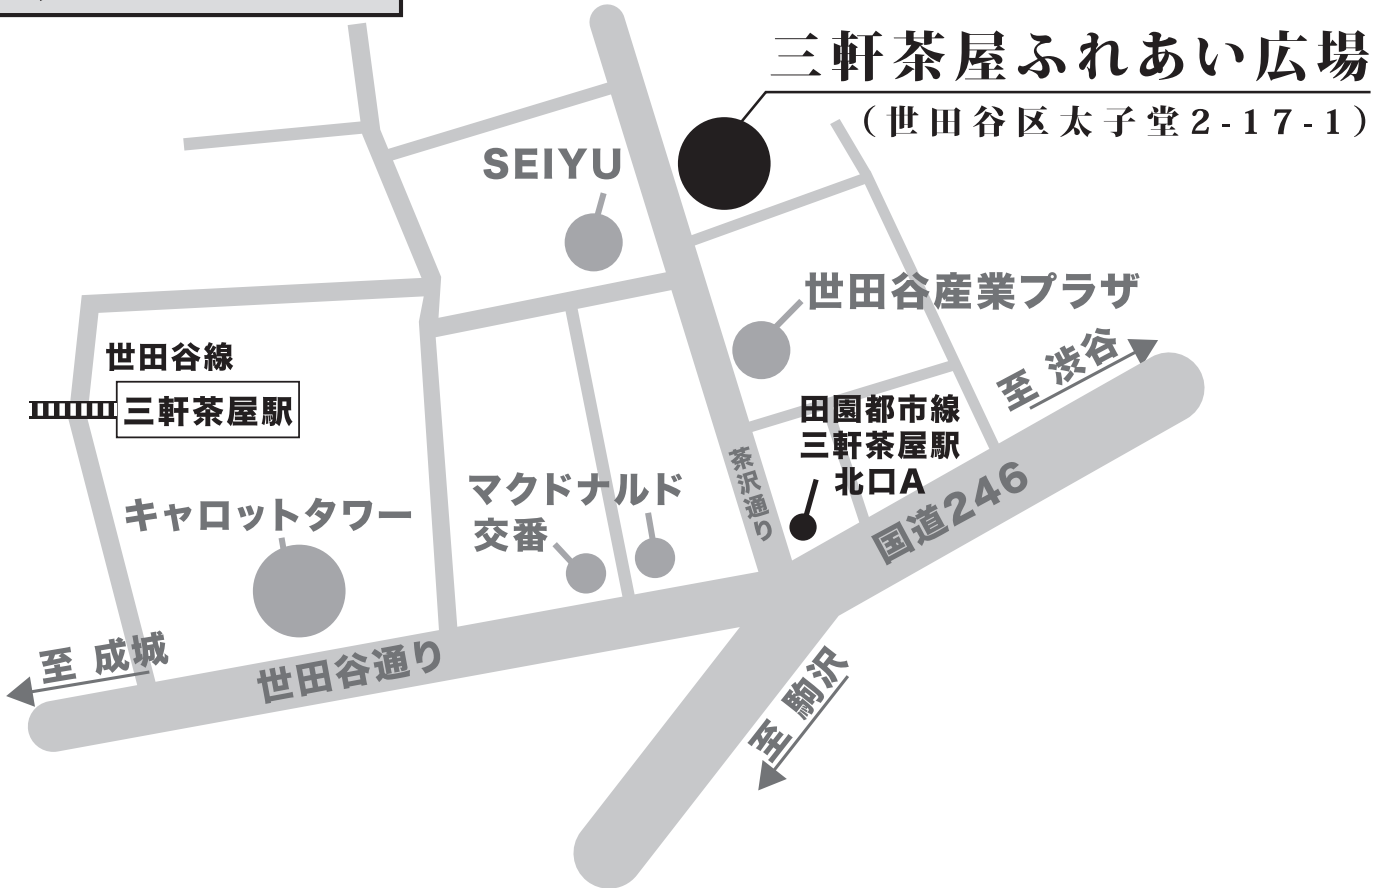 三軒茶屋ふれあい広場
（世田谷区太子堂2-17-1）
SEIYU
世田谷産業プラザ
至 渋谷
世田谷線
三軒茶屋駅
田園都市線
三軒茶屋駅
北口A
茶沢通り
マクドナルド
交番
キャロットタワー
国道246
至 成城
世田谷通り
至 駒沢